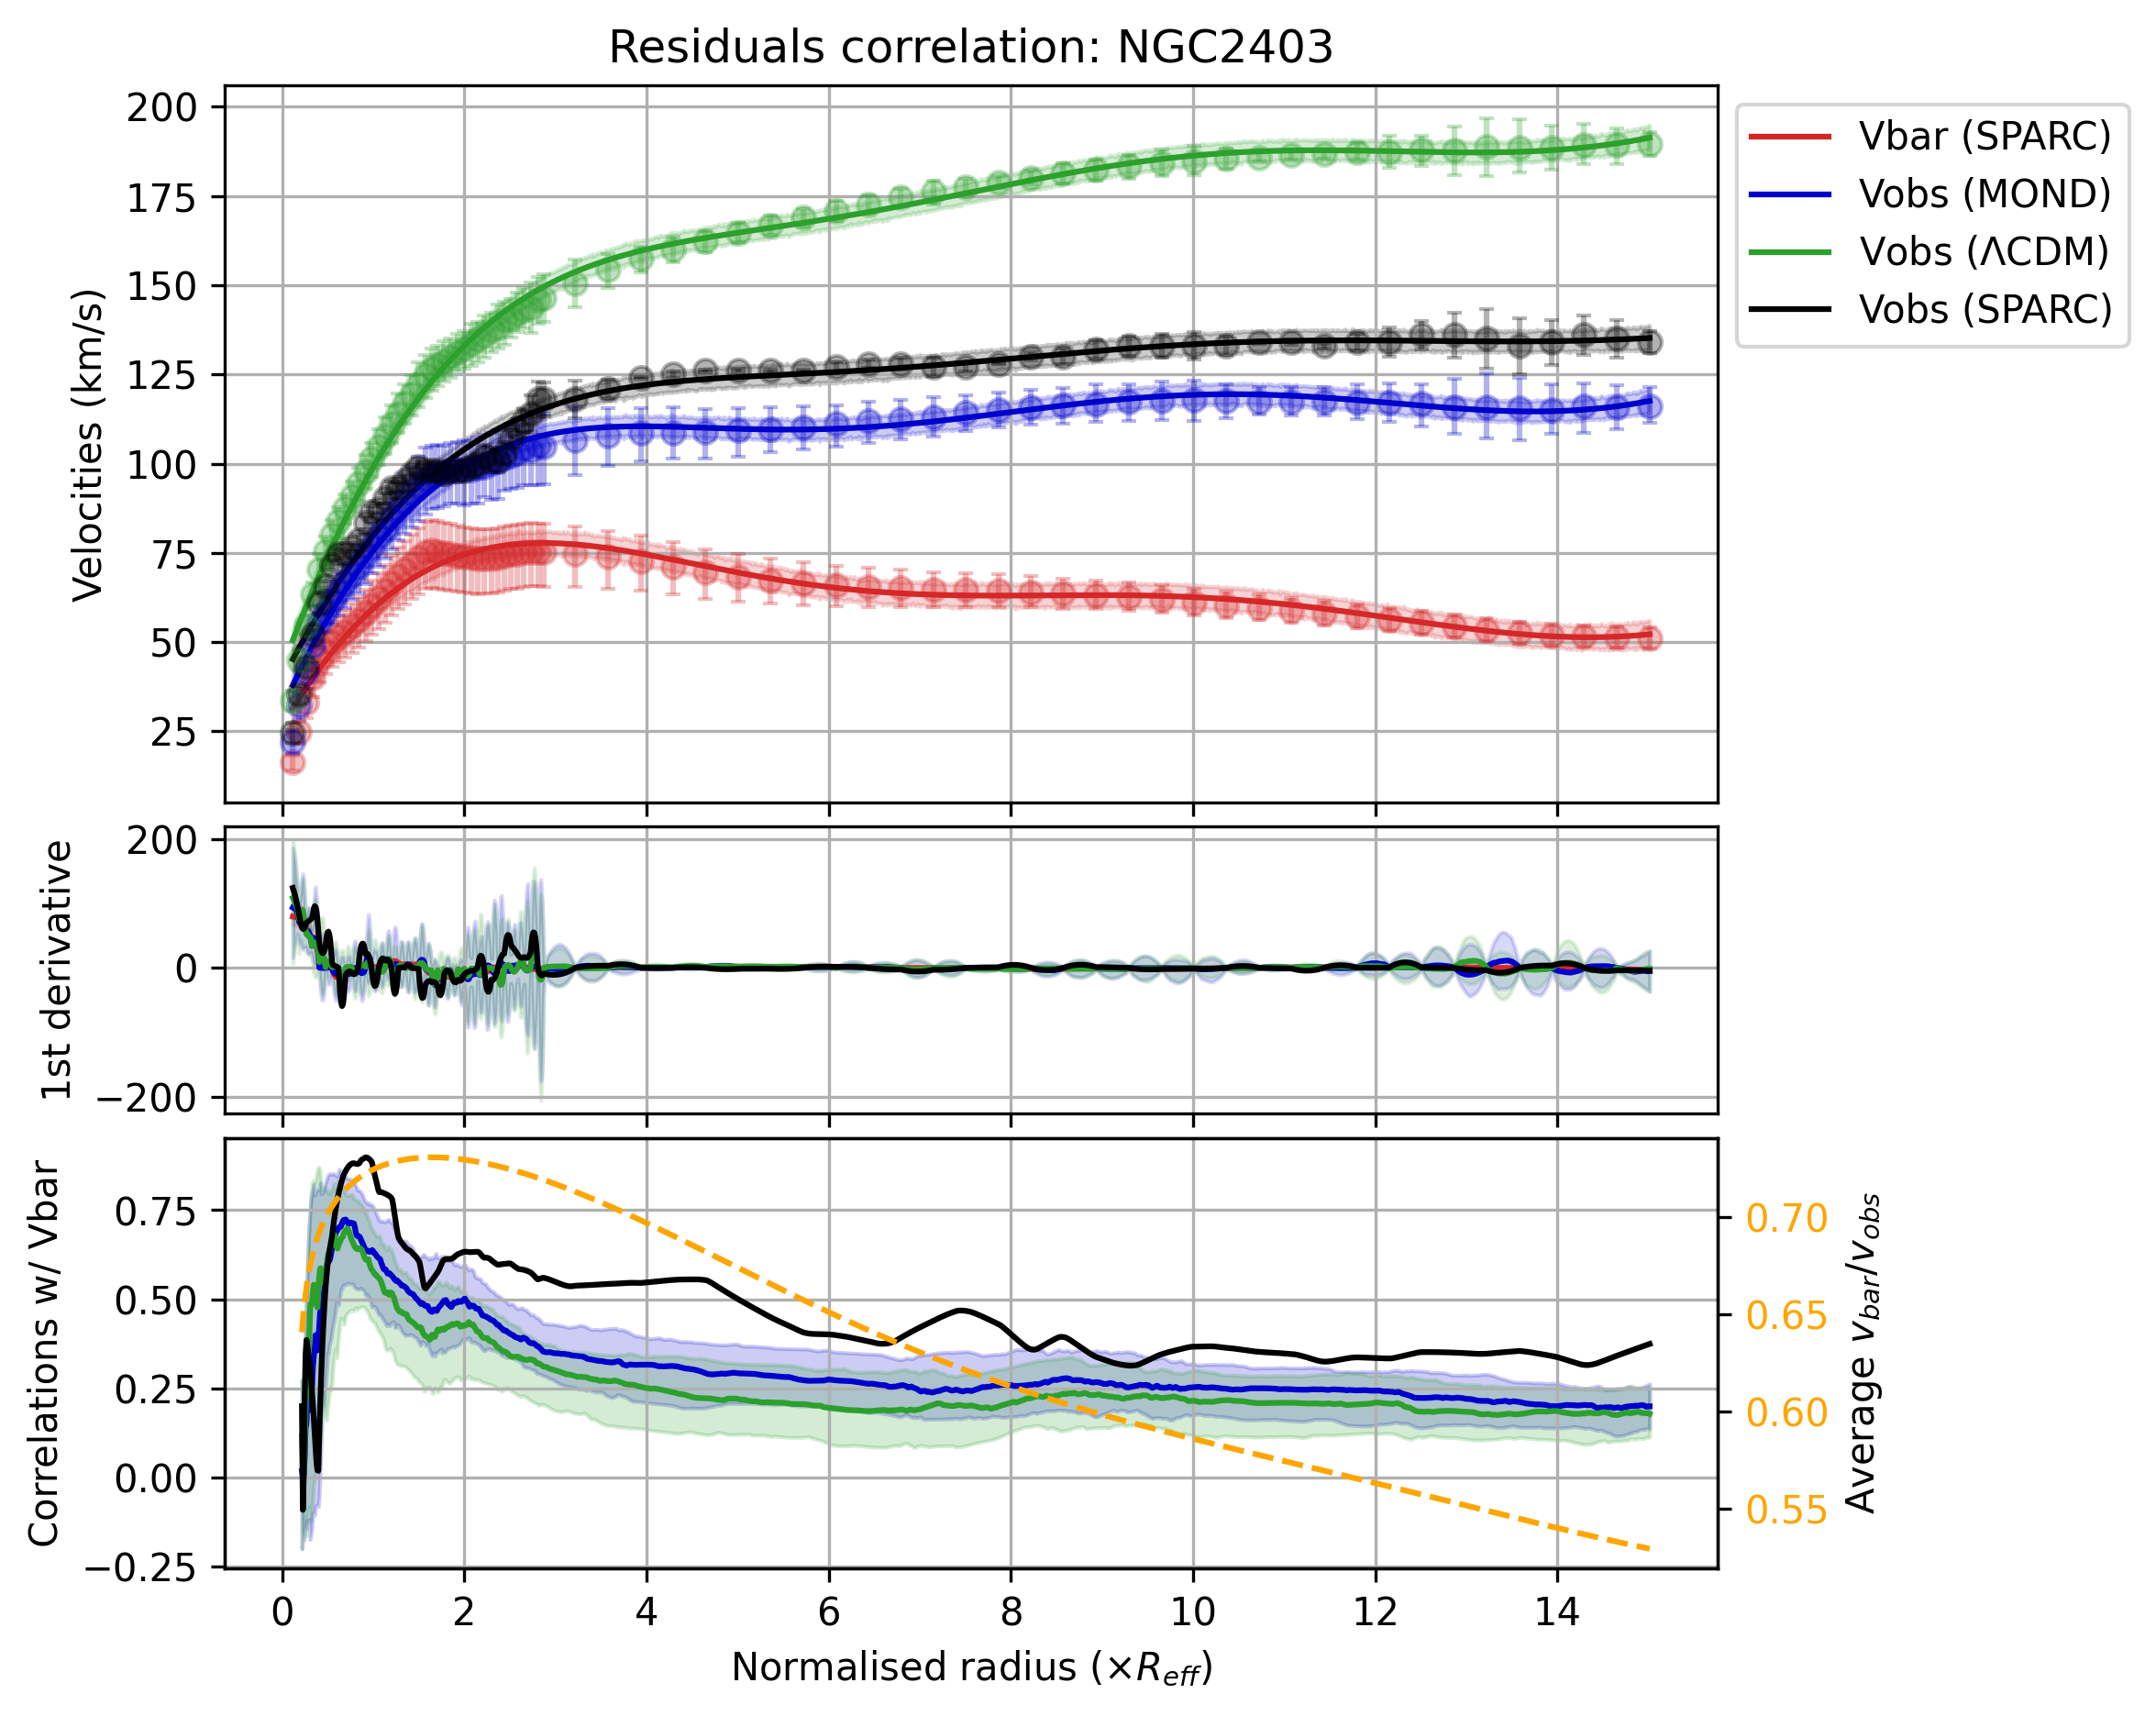 Residuals correlation: NGC2403
200
175
150
125
100
75
50
25
Velocities (km/s)
Vbar (SPARC)
Vobs (MOND)
Vobs (ΛCDM)
Vobs (SPARC)
200
0
−200
1st derivative
0.75
0.50
0.25
0.00
−0.25
Correlations w/ Vbar
0.70
0.65
0.60
0.55
Average v_bar/v_obs
0 2 4 6 8 10 12 14
Normalised radius (×R_eff)